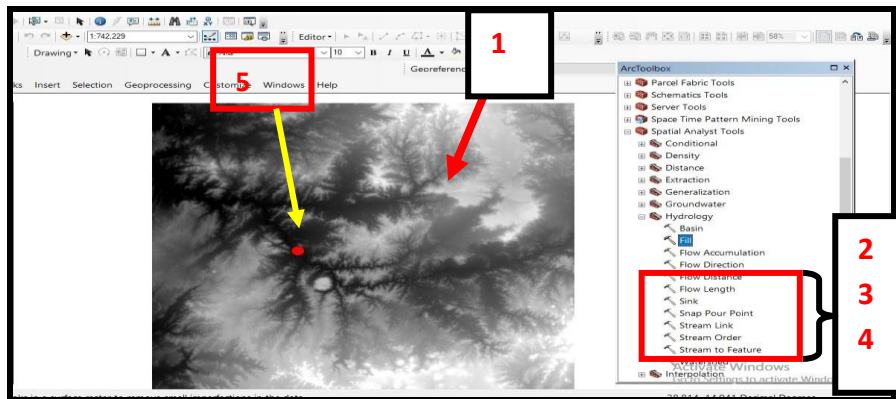 1:742,229
Editor
Drawing
10
B I U A
58%
1
Georeferenc
5
ks Insert Selection Geoprocessing Customize Windows Help
ArcToolbox
Parcel Fabric Tools
Schematics Tools
Server Tools
Space Time Pattern Mining Tools
Spatial Analyst Tools
Conditional
Density
Distance
Extraction
Generalization
Groundwater
Hydrology
Basin
Fill
Flow Accumulation
Flow Direction
Flow Distance
Flow Length
Sink
Snap Pour Point
Stream Link
Stream Order
Stream to Feature
Watershed
Interpolation
2
3
4
Activate Windows
Go to Settings to activate Windo